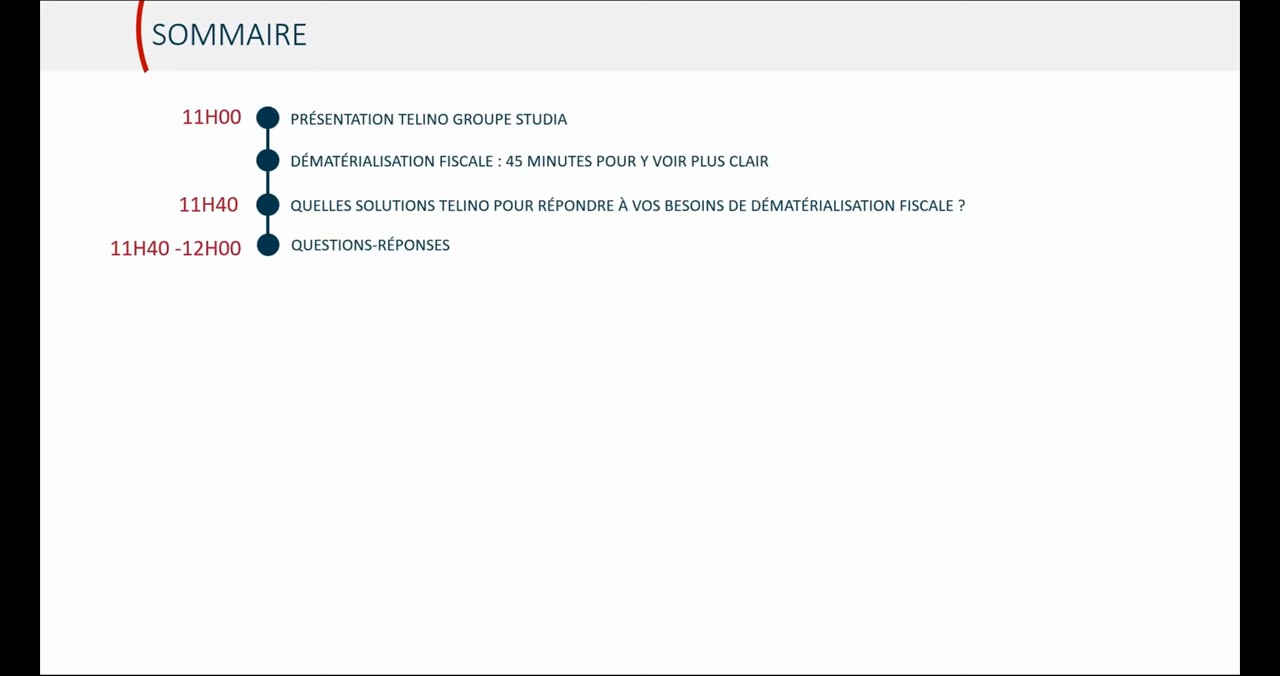 SOMMAIRE
11H00 PRÉSENTATION TELINO GROUPE STUDIA
DÉMATÉRIALISATION FISCALE : 45 MINUTES POUR Y VOIR PLUS CLAIR
11H40 QUELLES SOLUTIONS TELINO POUR RÉPONDRE À VOS BESOINS DE DÉMATÉRIALISATION FISCALE ?
11H40 -12H00 QUESTIONS-RÉPONSES